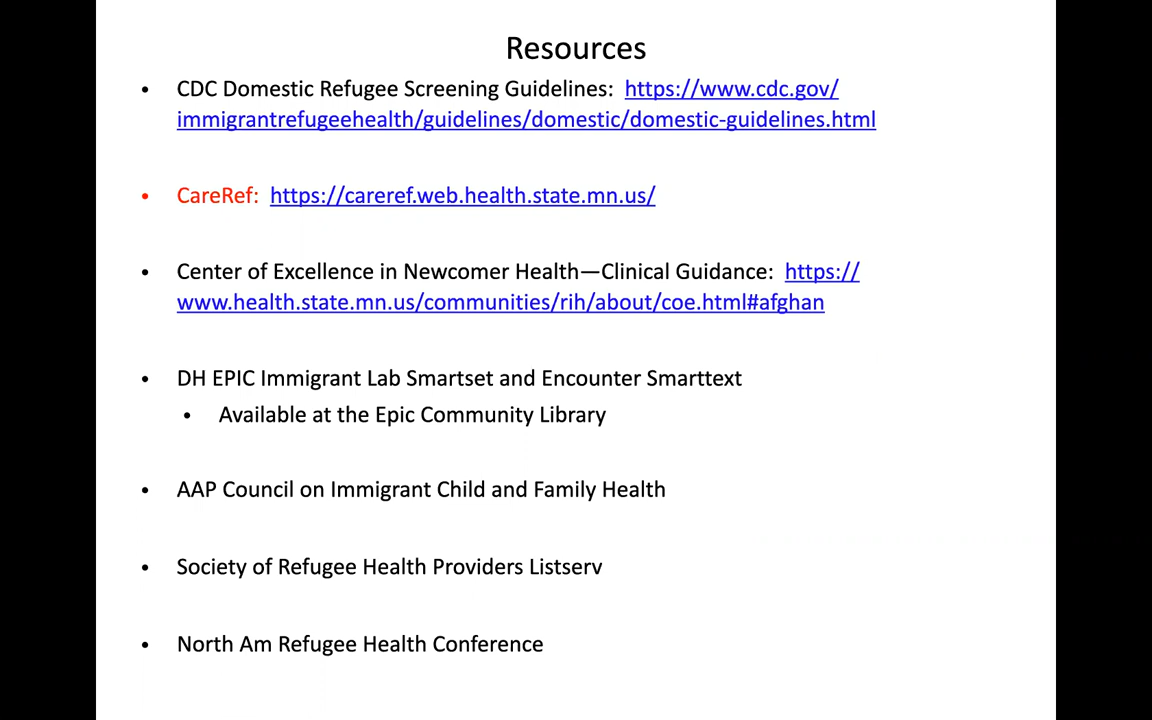 Resources
• CDC Domestic Refugee Screening Guidelines: https://www.cdc.gov/
immigrantrefugeehealth/guidelines/domestic/domestic-guidelines.html
• CareRef: https://careref.web.health.state.mn.us/
• Center of Excellence in Newcomer Health—Clinical Guidance: https://
www.health.state.mn.us/communities/rih/about/coe.html#afghan
• DH EPIC Immigrant Lab Smartset and Encounter Smarttext
• Available at the Epic Community Library
• AAP Council on Immigrant Child and Family Health
• Society of Refugee Health Providers Listserv
• North Am Refugee Health Conference